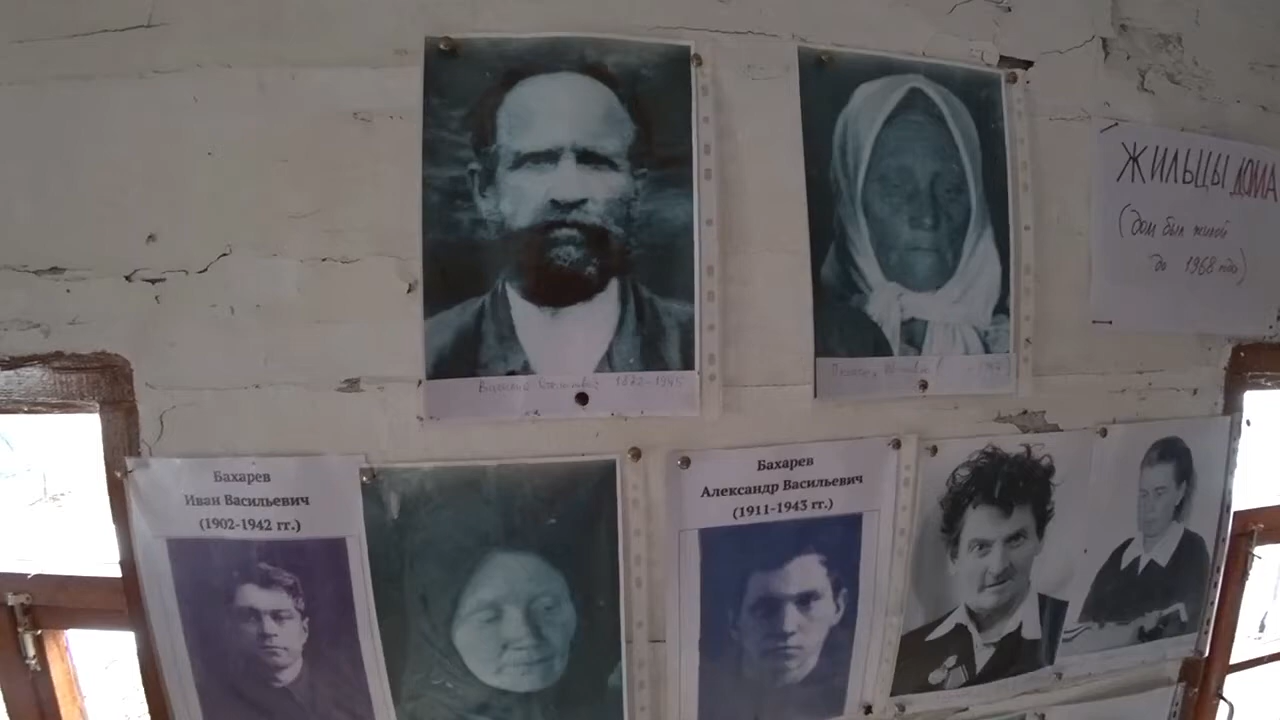 ЖИЛЬЦЫ ДОМА
(дом был жилой
до 1968 года)
1945
Бахарев
Иван Васильевич
(1902-1942 гг.)
Бахарев
Александр Васильевич
(1911-1943 гг.)